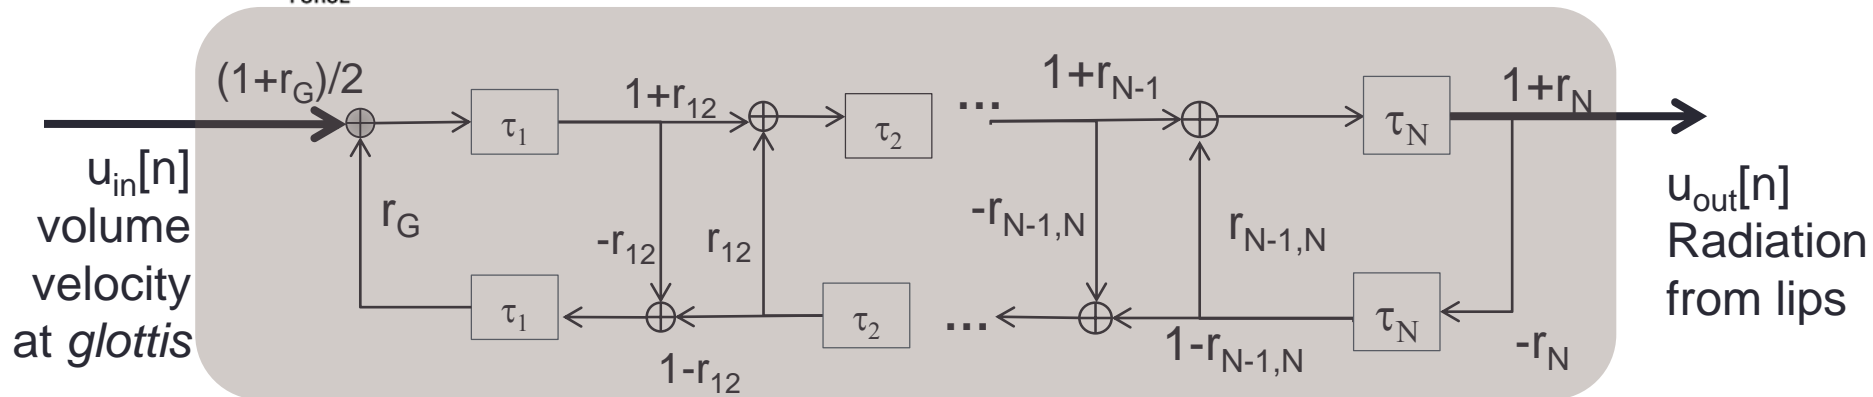 (1+r_G)/2
1+r_12
1+r_N-1
1+r_N
τ_1
τ_2
...
τ_N
u_in[n]
volume
velocity
at glottis
r_G
-r_12
r_12
-r_N-1,N
r_N-1,N
u_out[n]
Radiation
from lips
τ_1
τ_2
...
τ_N
1-r_12
1-r_N-1,N
-r_N